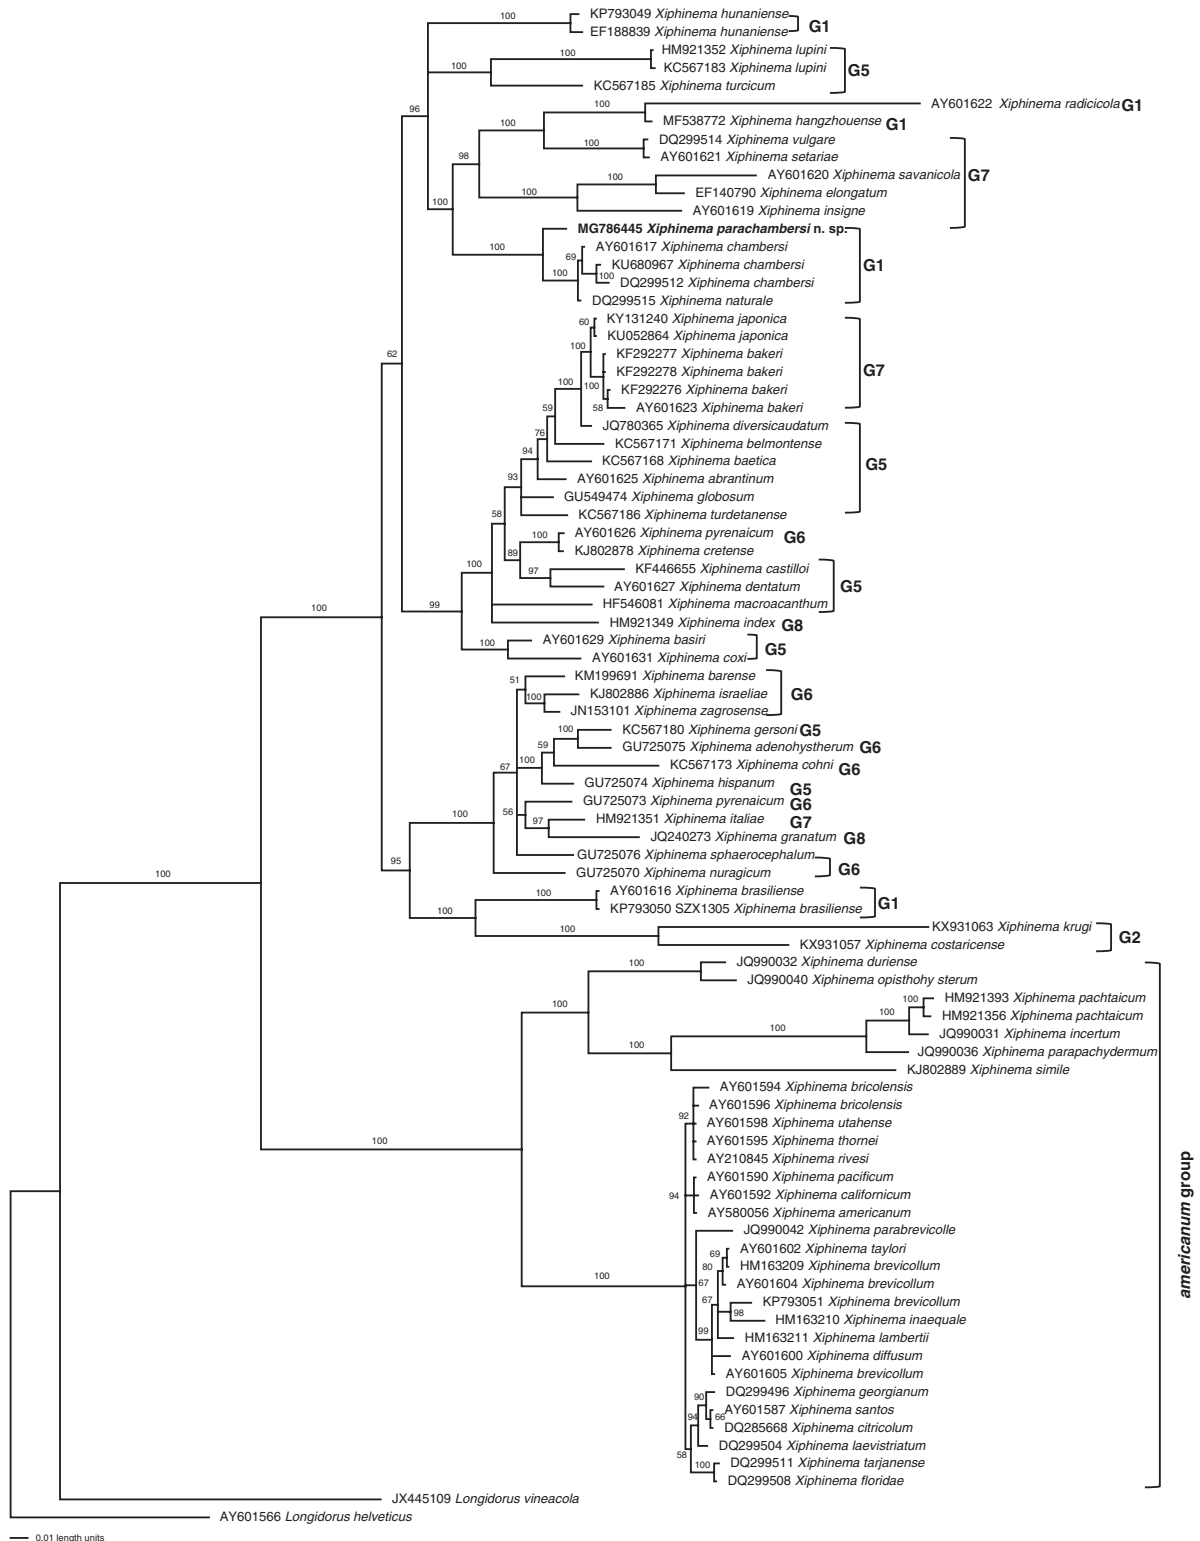 100
KP793049 Xiphinema hunaniense
EF188839 Xiphinema hunaniense
G1
HM921352 Xiphinema lupini
100
KC567183 Xiphinema lupini
G5
100
KC567185 Xiphinema turcicum
AY601622 Xiphinema radicicola G1
100
96
MF538772 Xiphinema hangzhouense G1
100
DQ299514 Xiphinema vulgare
100
AY601621 Xiphinema setariae
98
AY601620 Xiphinema savanicola
G7
100
EF140790 Xiphinema elongatum
100
AY601619 Xiphinema insigne
100
MG786445 Xiphinema parachambersi n. sp.
100
AY601617 Xiphinema chambersi
69
KU680967 Xiphinema chambersi
G1
100
100
DQ299512 Xiphinema chambersi
DQ299515 Xiphinema naturale
KY131240 Xiphinema japonica
60
KU052864 Xiphinema japonica
100
KF292277 Xiphinema bakeri
62
KF292278 Xiphinema bakeri
G7
100
100
KF292276 Xiphinema bakeri
58
AY601623 Xiphinema bakeri
59
JQ780365 Xiphinema diversicaudatum
76
KC567171 Xiphinema belmontense
94
KC567168 Xiphinema baetica
G5
93
AY601625 Xiphinema abrantinum
GU549474 Xiphinema globosum
58
KC567186 Xiphinema turdetanense
AY601626 Xiphinema pyrenaicum G6
100
89
KJ802878 Xiphinema cretense
KF446655 Xiphinema castilloi
97
100
AY601627 Xiphinema dentatum
G5
99
HF546081 Xiphinema macroacanthum
HM921349 Xiphinema index G8
AY601629 Xiphinema basiri
100
G5
AY601631 Xiphinema coxi
100
KM199691 Xiphinema barense
51
KJ802886 Xiphinema israeliae
G6
100
JN153101 Xiphinema zagrosense
KC567180 Xiphinema gersoni G5
100
GU725075 Xiphinema adenohystherum G6
59
KC567173 Xiphinema cohni G6
100
67
GU725074 Xiphinema hispanum
G5
GU725073 Xiphinema pyrenaicum G6
56
HM921351 Xiphinema italiae G7
97
100
JQ240273 Xiphinema granatum G8
GU725076 Xiphinema sphaerocephalum
95
G6
GU725070 Xiphinema nuragicum
AY601616 Xiphinema brasiliense
100
G1
KP793050 SZX1305 Xiphinema brasiliense
100
KX931063 Xiphinema krugi
100
G2
KX931057 Xiphinema costaricense
100
JQ990032 Xiphinema duriense
100
JQ990040 Xiphinema opisthohy sterum
HM921393 Xiphinema pachtaicum
100
100
HM921356 Xiphinema pachtaicum
100
JQ990031 Xiphinema incertum
100
JQ990036 Xiphinema parapachydermum
100
KJ802889 Xiphinema simile
AY601594 Xiphinema bricolensis
AY601596 Xiphinema bricolensis
92
AY601598 Xiphinema utahense
AY601595 Xiphinema thornei
100
AY210845 Xiphinema rivesi
AY601590 Xiphinema pacificum
94
AY601592 Xiphinema californicum
AY580056 Xiphinema americanum
americanum group
JQ990042 Xiphinema parabrevicolle
AY601602 Xiphinema taylori
69
HM163209 Xiphinema brevicollum
80
100
67
AY601604 Xiphinema brevicollum
67
KP793051 Xiphinema brevicollum
98
HM163210 Xiphinema inaequale
99
HM163211 Xiphinema lambertii
AY601600 Xiphinema diffusum
AY601605 Xiphinema brevicollum
DQ299496 Xiphinema georgianum
90
AY601587 Xiphinema santos
94
66
DQ285668 Xiphinema citricolum
DQ299504 Xiphinema laevistriatum
58
DQ299511 Xiphinema tarjanense
100
DQ299508 Xiphinema floridae
JX445109 Longidorus vineacola
AY601566 Longidorus helveticus
0.01 length units